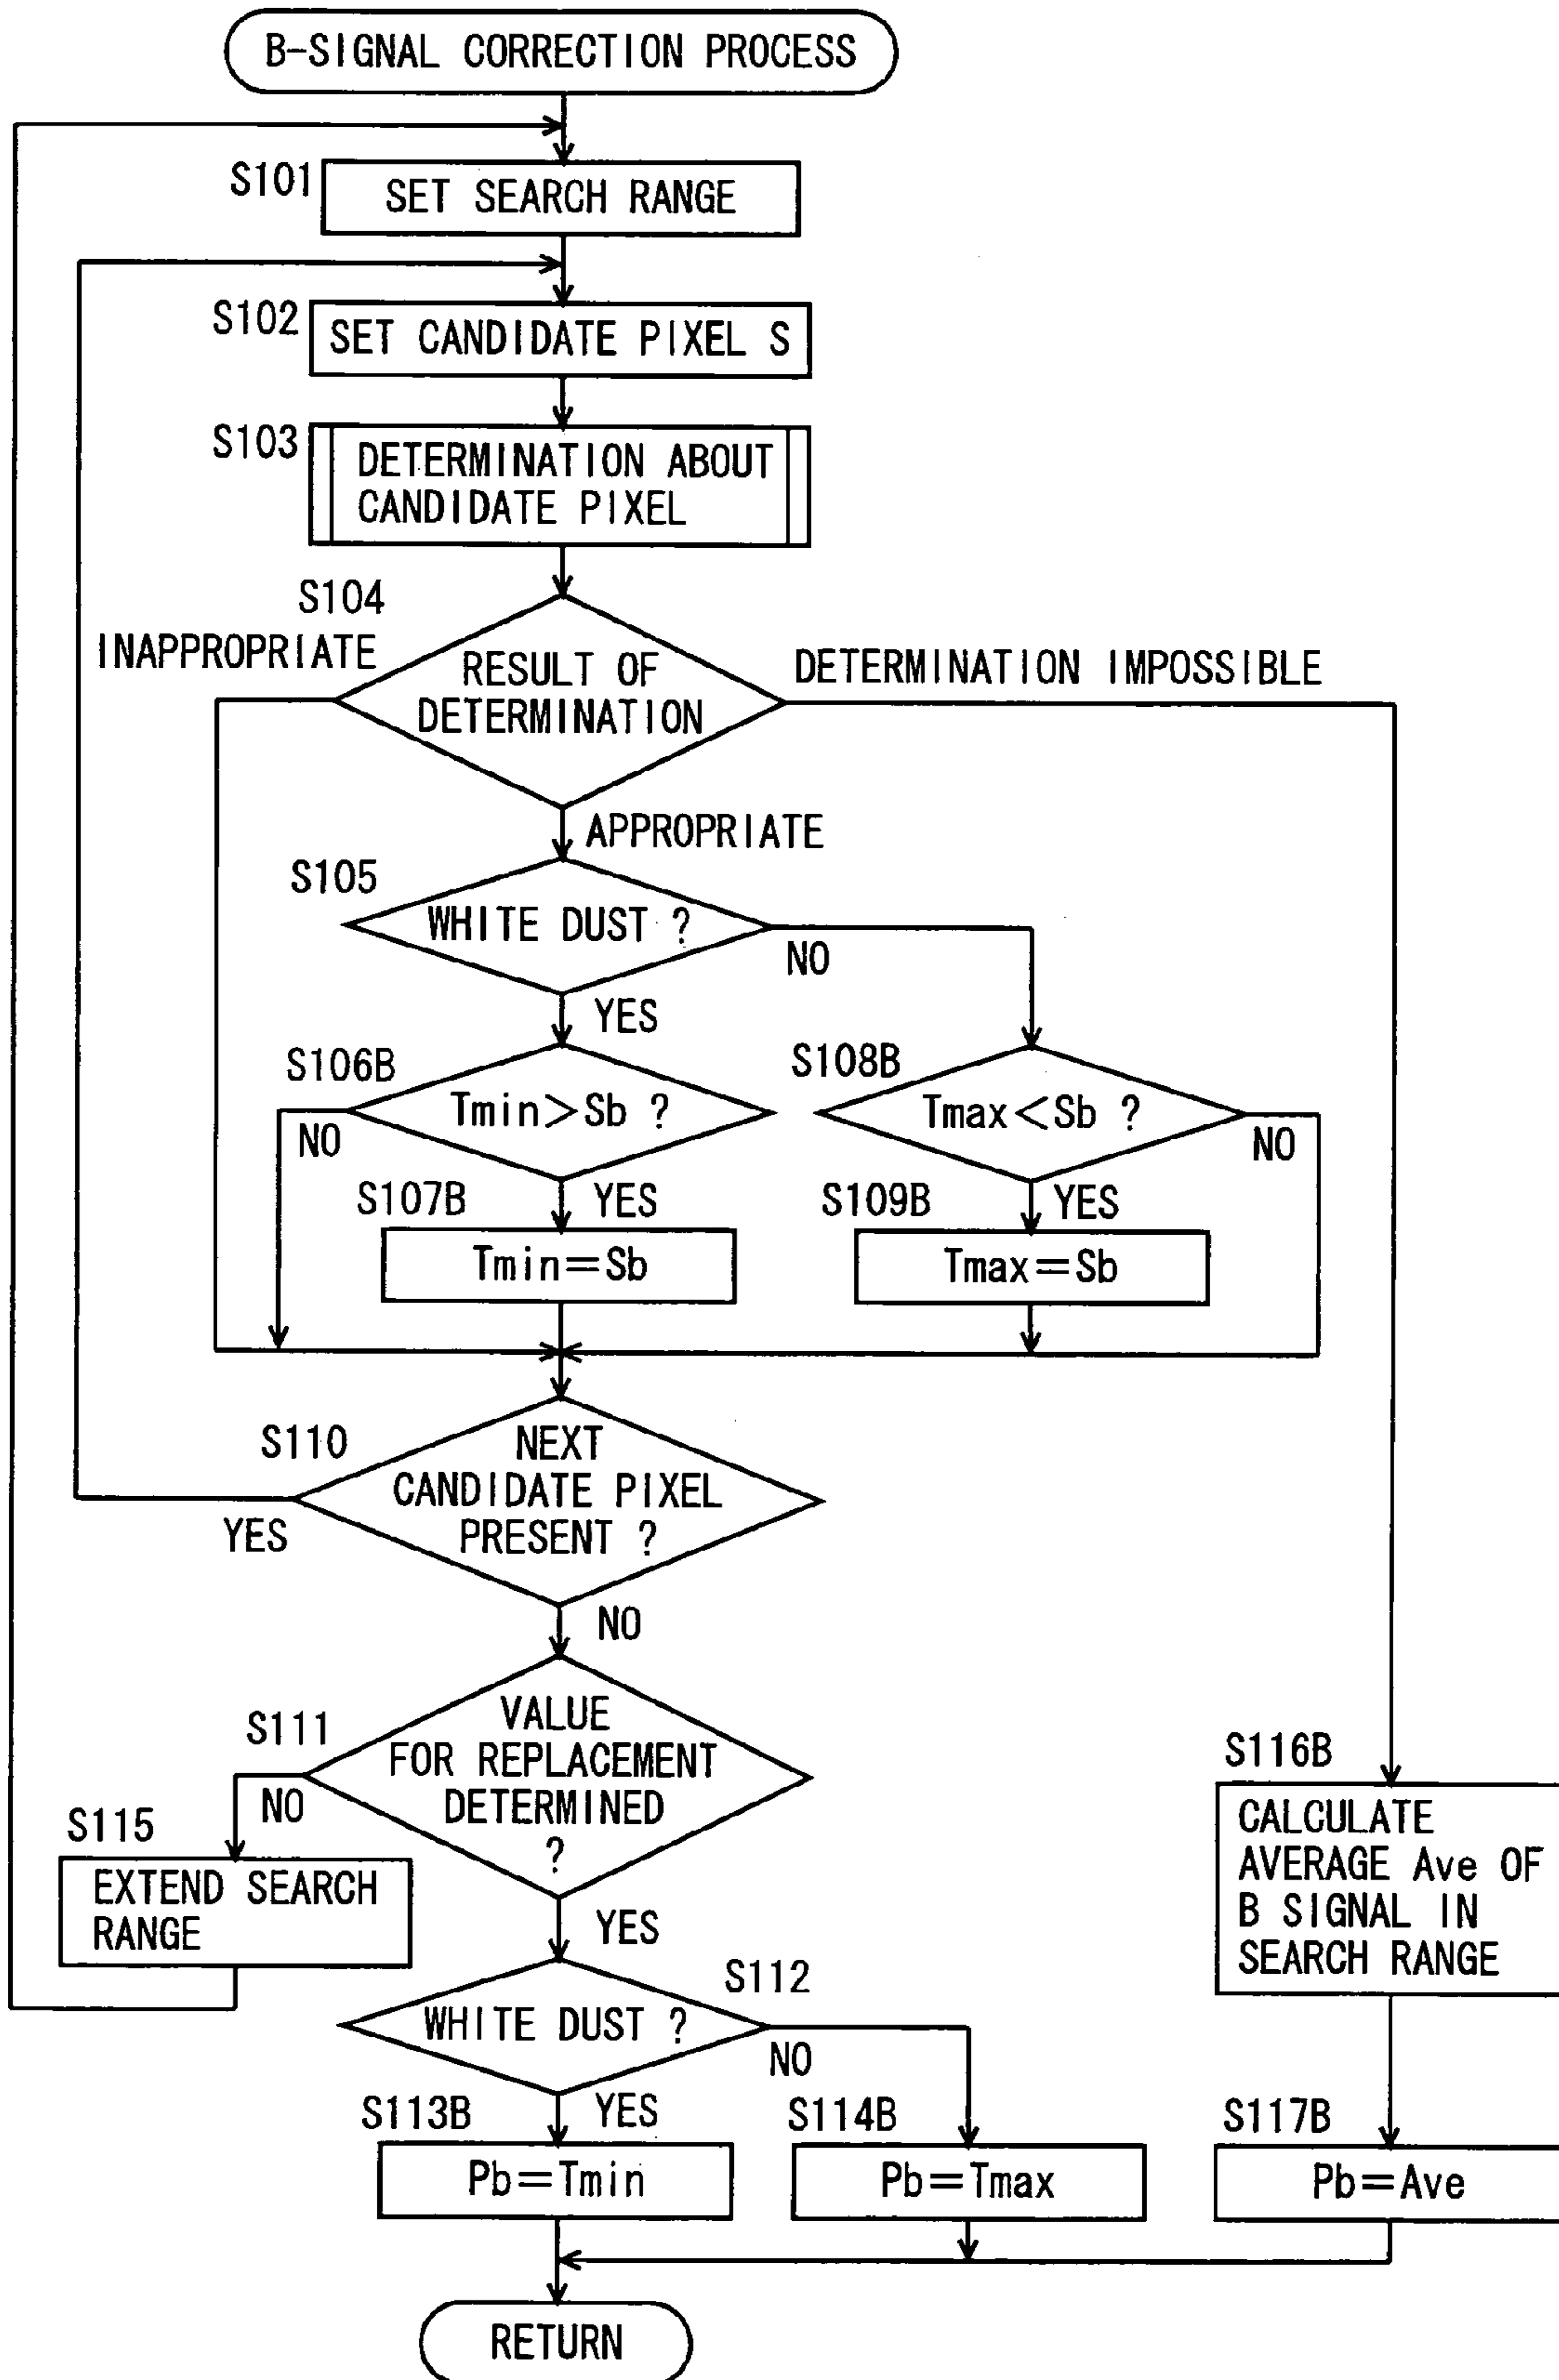 B-SIGNAL CORRECTION PROCESS
S101
SET SEARCH RANGE
S102
SET CANDIDATE PIXEL S
S103
DETERMINATION ABOUT
CANDIDATE PIXEL
S104
INAPPROPRIATE
RESULT OF
DETERMINATION
DETERMINATION IMPOSSIBLE
APPROPRIATE
S105
WHITE DUST ?
NO
YES
S106B
Tmin>Sb ?
NO
S108B
Tmax<Sb ?
NO
S107B
YES
Tmin=Sb
S109B
YES
Tmax=Sb
S110
NEXT
CANDIDATE PIXEL
PRESENT ?
YES
NO
S111
VALUE
FOR REPLACEMENT
DETERMINED
?
NO
S115
EXTEND SEARCH
RANGE
YES
S116B
CALCULATE
AVERAGE Ave OF
B SIGNAL IN
SEARCH RANGE
S112
WHITE DUST ?
NO
YES
S113B
Pb=Tmin
S114B
Pb=Tmax
S117B
Pb=Ave
RETURN